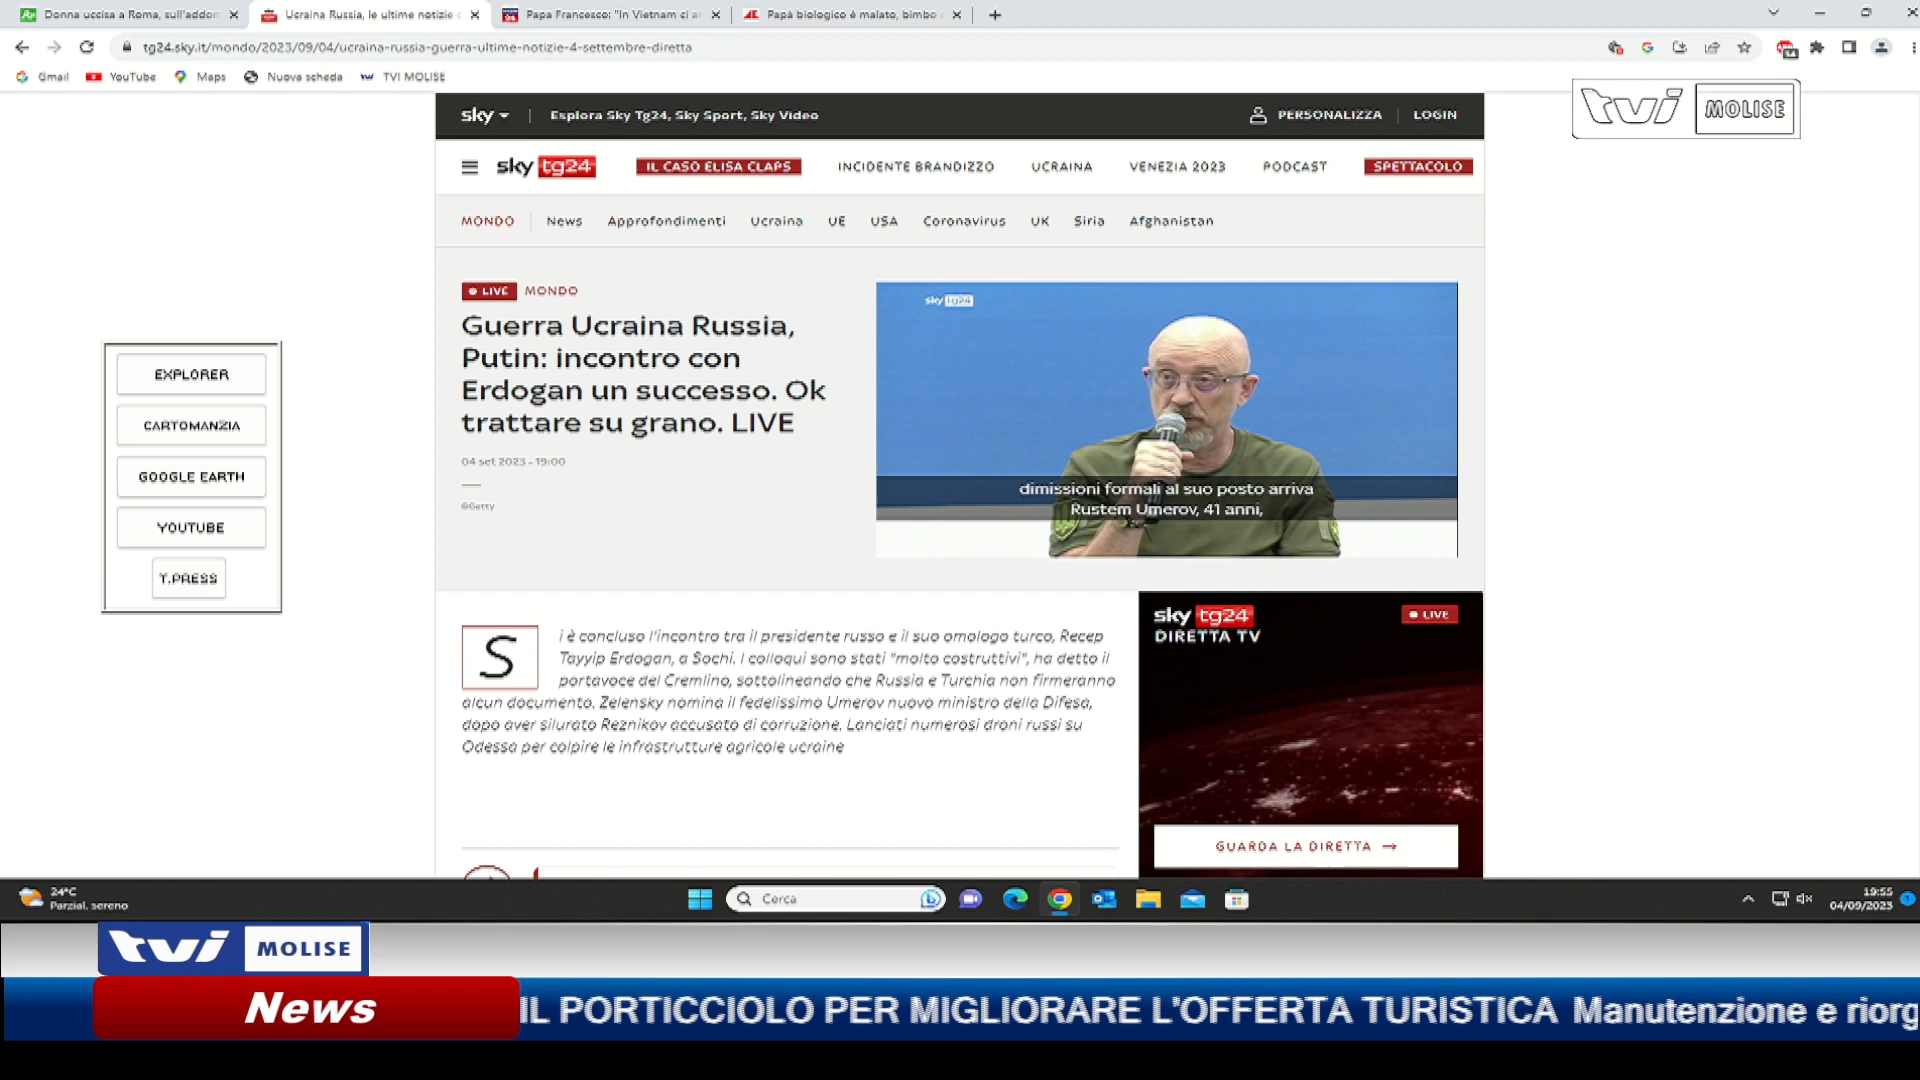 Donna uccisa a Roma, sull'addom
Ucraina Russia, le ultime notizie
Papa Francesco: "In Vietnam ci a
Papà biologico è malato, bimbo
tg24.sky.it/mondo/2023/09/04/ucraina-russia-guerra-ultime-notizie-4-settembre-diretta
Gmail YouTube Maps Nuova scheda TVI MOLISE
tvi MOLISE
sky | Esplora Sky Tg24, Sky Sport, Sky Video PERSONALIZZA LOGIN
sky tg24 IL CASO ELISA CLAPS INCIDENTE BRANDIZZO UCRAINA VENEZIA 2023 PODCAST SPETTACOLO
MONDO News Approfondimenti Ucraina UE USA Coronavirus UK Siria Afghanistan
LIVE MONDO
Guerra Ucraina Russia,
Putin: incontro con
Erdogan un successo. Ok
trattare su grano. LIVE
04 set 2023 - 19:00
©Getty
sky tg24
dimissioni formali al suo posto arriva
Rustem Umerov, 41 anni,
EXPLORER
CARTOMANZIA
GOOGLE EARTH
YOUTUBE
T.PRESS
Si è concluso l'incontro tra il presidente russo e il suo omologo turco, Recep
Tayyip Erdogan, a Sochi. I colloqui sono stati "molto costruttivi", ha detto il
portavoce del Cremlino, sottolineando che Russia e Turchia non firmeranno
alcun documento. Zelensky nomina il fedelissimo Umerov nuovo ministro della Difesa,
dopo aver silurato Reznikov accusato di corruzione. Lanciati numerosi droni russi su
Odessa per colpire le infrastrutture agricole ucraine
sky tg24 LIVE
DIRETTA TV
GUARDA LA DIRETTA →
24°C
Parzial. sereno
Cerca
19:55
04/09/2023
tvi MOLISE
News
IL PORTICCIOLO PER MIGLIORARE L'OFFERTA TURISTICA Manutenzione e riorg